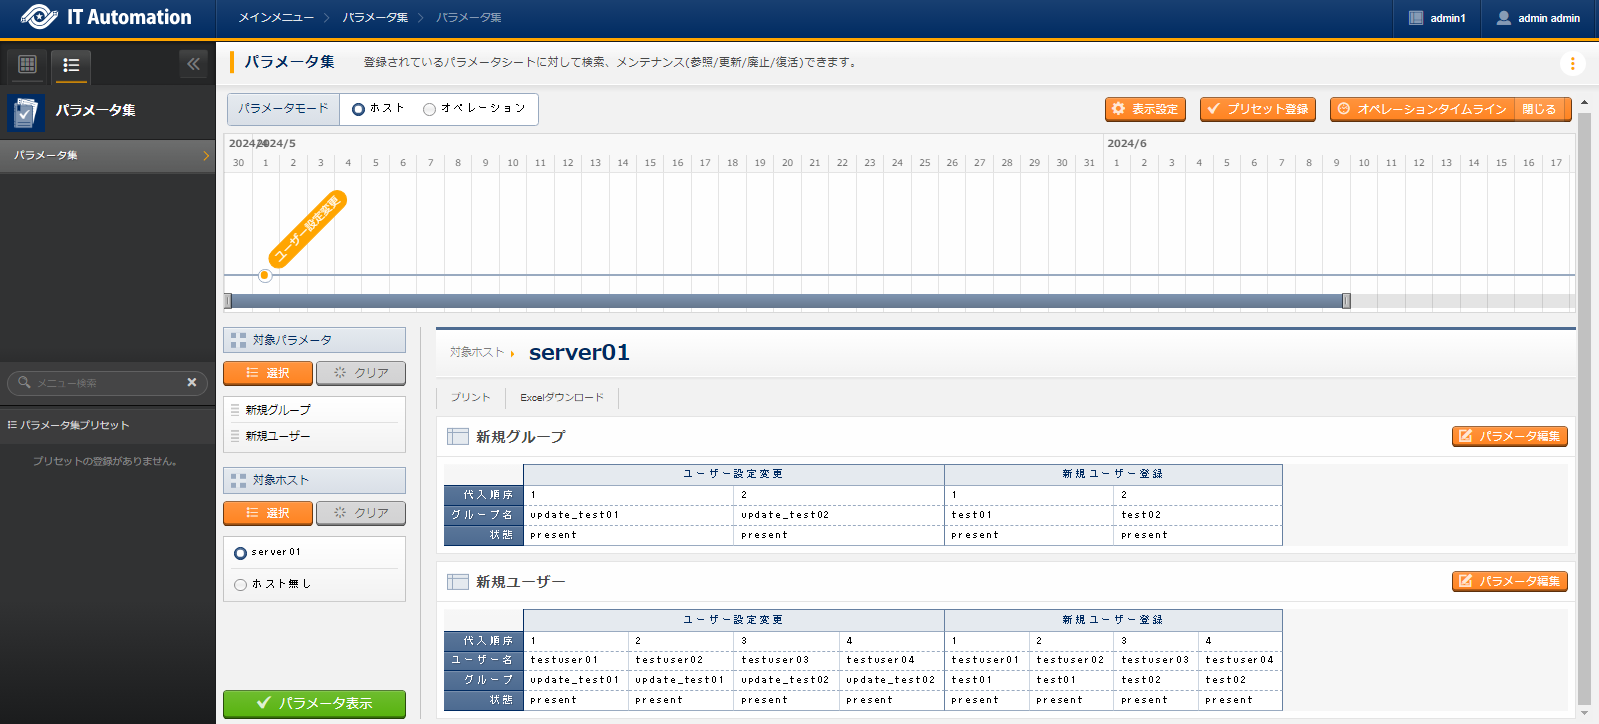 IT Automation
メインメニュー > パラメータ集 > パラメータ集
admin1
admin admin
パラメータ集
パラメータ集
メニュー検索
パラメータ集プリセット
プリセットの登録がありません。
パラメータ集
登録されているパラメータシートに対して検索、メンテナンス(参照/更新/廃止/復活)できます。
パラメータモード ホスト オペレーション
表示設定 プリセット登録 オペレーションタイムライン 閉じる
2024/5 2024/6
30 1 2 3 4 5 6 7 8 9 10 11 12 13 14 15 16 17 18 19 20 21 22 23 24 25 26 27 28 29 30 31 1 2 3 4 5 6 7 8 9 10 11 12 13 14 15 16 17
ユーザー設定変更
対象パラメータ
選択 クリア
新規グループ
新規ユーザー
対象ホスト
選択 クリア
server01
ホスト無し
パラメータ表示
対象ホスト server01
プリント Excelダウンロード
新規グループ パラメータ編集
ユーザー設定変更 新規ユーザー登録
代入順序 1 2 1 2
グループ名 update_test01 update_test02 test01 test02
状態 present present present present
新規ユーザー パラメータ編集
ユーザー設定変更 新規ユーザー登録
代入順序 1 2 3 4 1 2 3 4
ユーザー名 testuser01 testuser02 testuser03 testuser04 testuser01 testuser02 testuser03 testuser04
グループ update_test01 update_test01 update_test02 update_test02 test01 test01 test02 test02
状態 present present present present present present present present